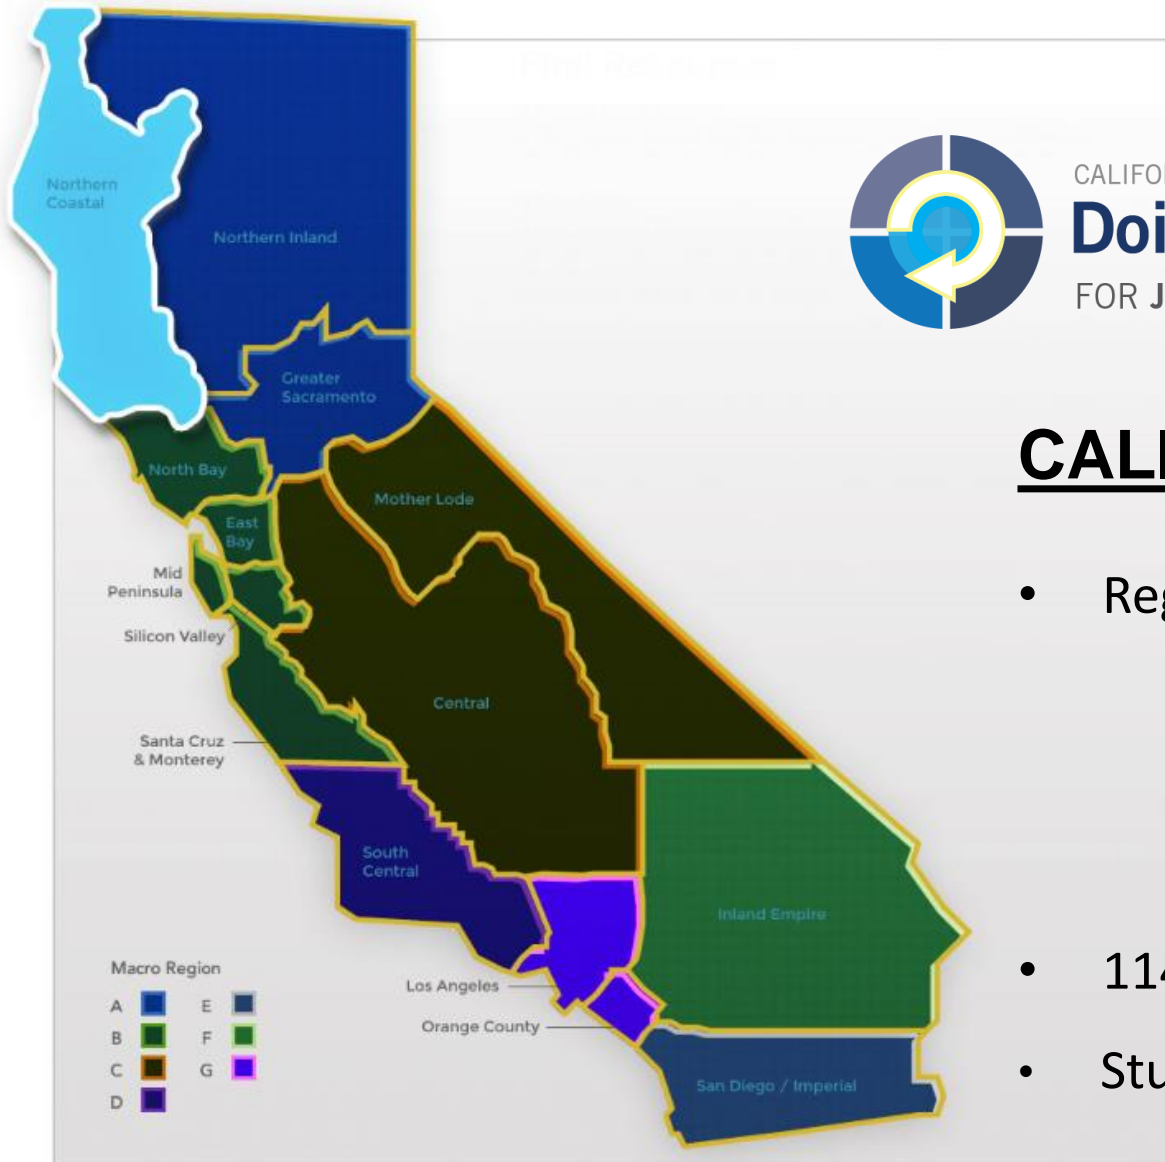 Northern
Coastal
Northern Inland
Greater
Sacramento
North Bay
Mother Lode
East
Bay
Mid
Peninsula
Silicon Valley
Central
Santa Cruz
& Monterey
South
Central
Inland Empire
Los Angeles
Orange County
San Diego / Imperial
Macro Region
A E
B F
C G
D
CALIFO
Doi
FOR J
CALI
• Reg
• 114
• Stu